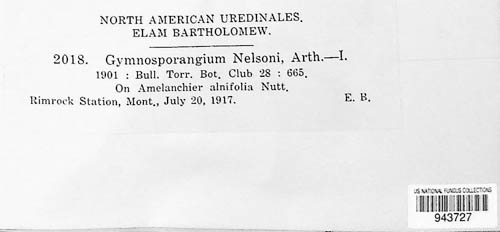 NORTH AMERICAN UREDINALES.
ELAM BARTHOLOMEW.
2018. Gymnosporangium Nelsoni, Arth.—I.
1901 : Bull. Torr. Bot. Club 28 : 665.
On Amelanchier alnifolia Nutt.
Rimrock Station, Mont., July 20, 1917. E. B.
US NATIONAL FUNGUS COLLECTIONS
943727